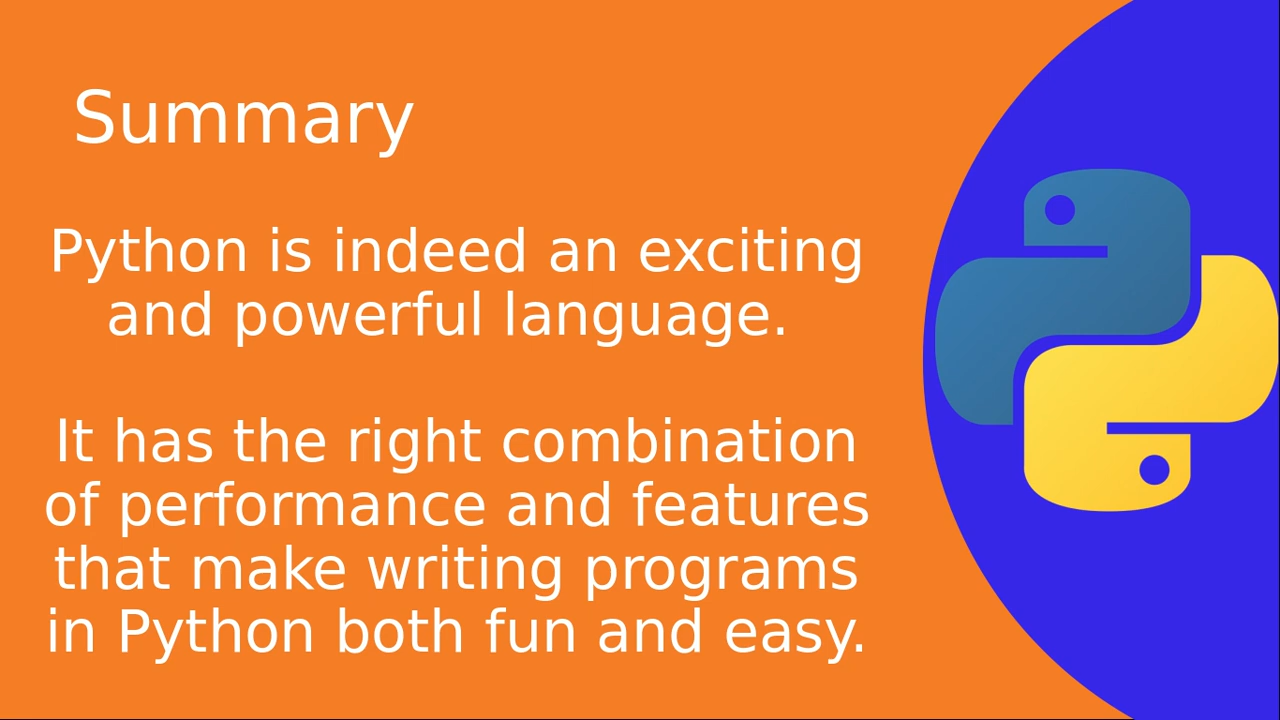 Summary
Python is indeed an exciting
and powerful language.
It has the right combination
of performance and features
that make writing programs
in Python both fun and easy.